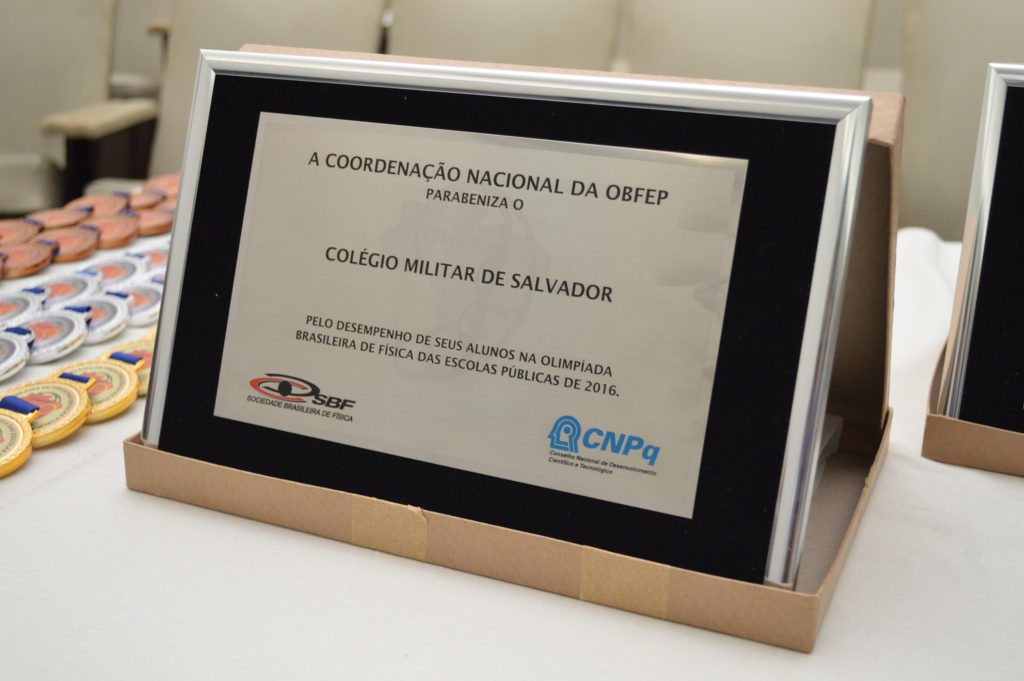 A COORDENAÇÃO NACIONAL DA OBFEP
PARABENIZA O
COLÉGIO MILITAR DE SALVADOR
PELO DESEMPENHO DE SEUS ALUNOS NA OLIMPÍADA
BRASILEIRA DE FÍSICA DAS ESCOLAS PÚBLICAS DE 2016.
SBF
SOCIEDADE BRASILEIRA DE FÍSICA
CNPq
Conselho Nacional de Desenvolvimento
Científico e Tecnológico